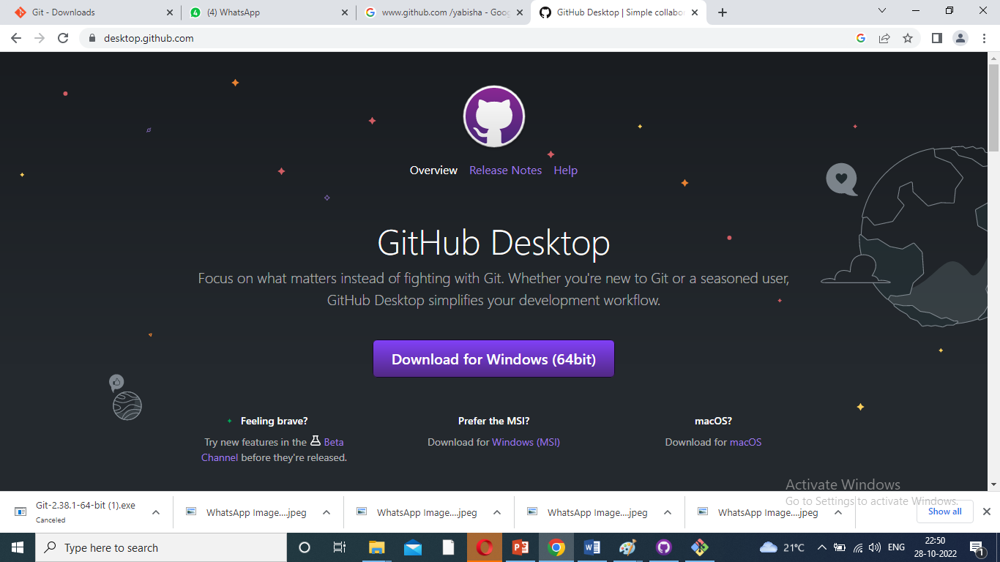 Git - Downloads
(4) WhatsApp
www.github.com /yabisha - Goog
GitHub Desktop | Simple collabor
desktop.github.com
Overview Release Notes Help
GitHub Desktop
Focus on what matters instead of fighting with Git. Whether you're new to Git or a seasoned user,
GitHub Desktop simplifies your development workflow.
Download for Windows (64bit)
Feeling brave?
Try new features in the Beta
Channel before they're released.
Prefer the MSI?
Download for Windows (MSI)
macOS?
Download for macOS
Activate Windows
Go to Settings to activate Windows.
Git-2.38.1-64-bit (1).exe
Canceled
WhatsApp Image....jpeg
WhatsApp Image....jpeg
WhatsApp Image....jpeg
WhatsApp Image....jpeg
Show all
Type here to search
21°C
ENG
22:50
28-10-2022
1